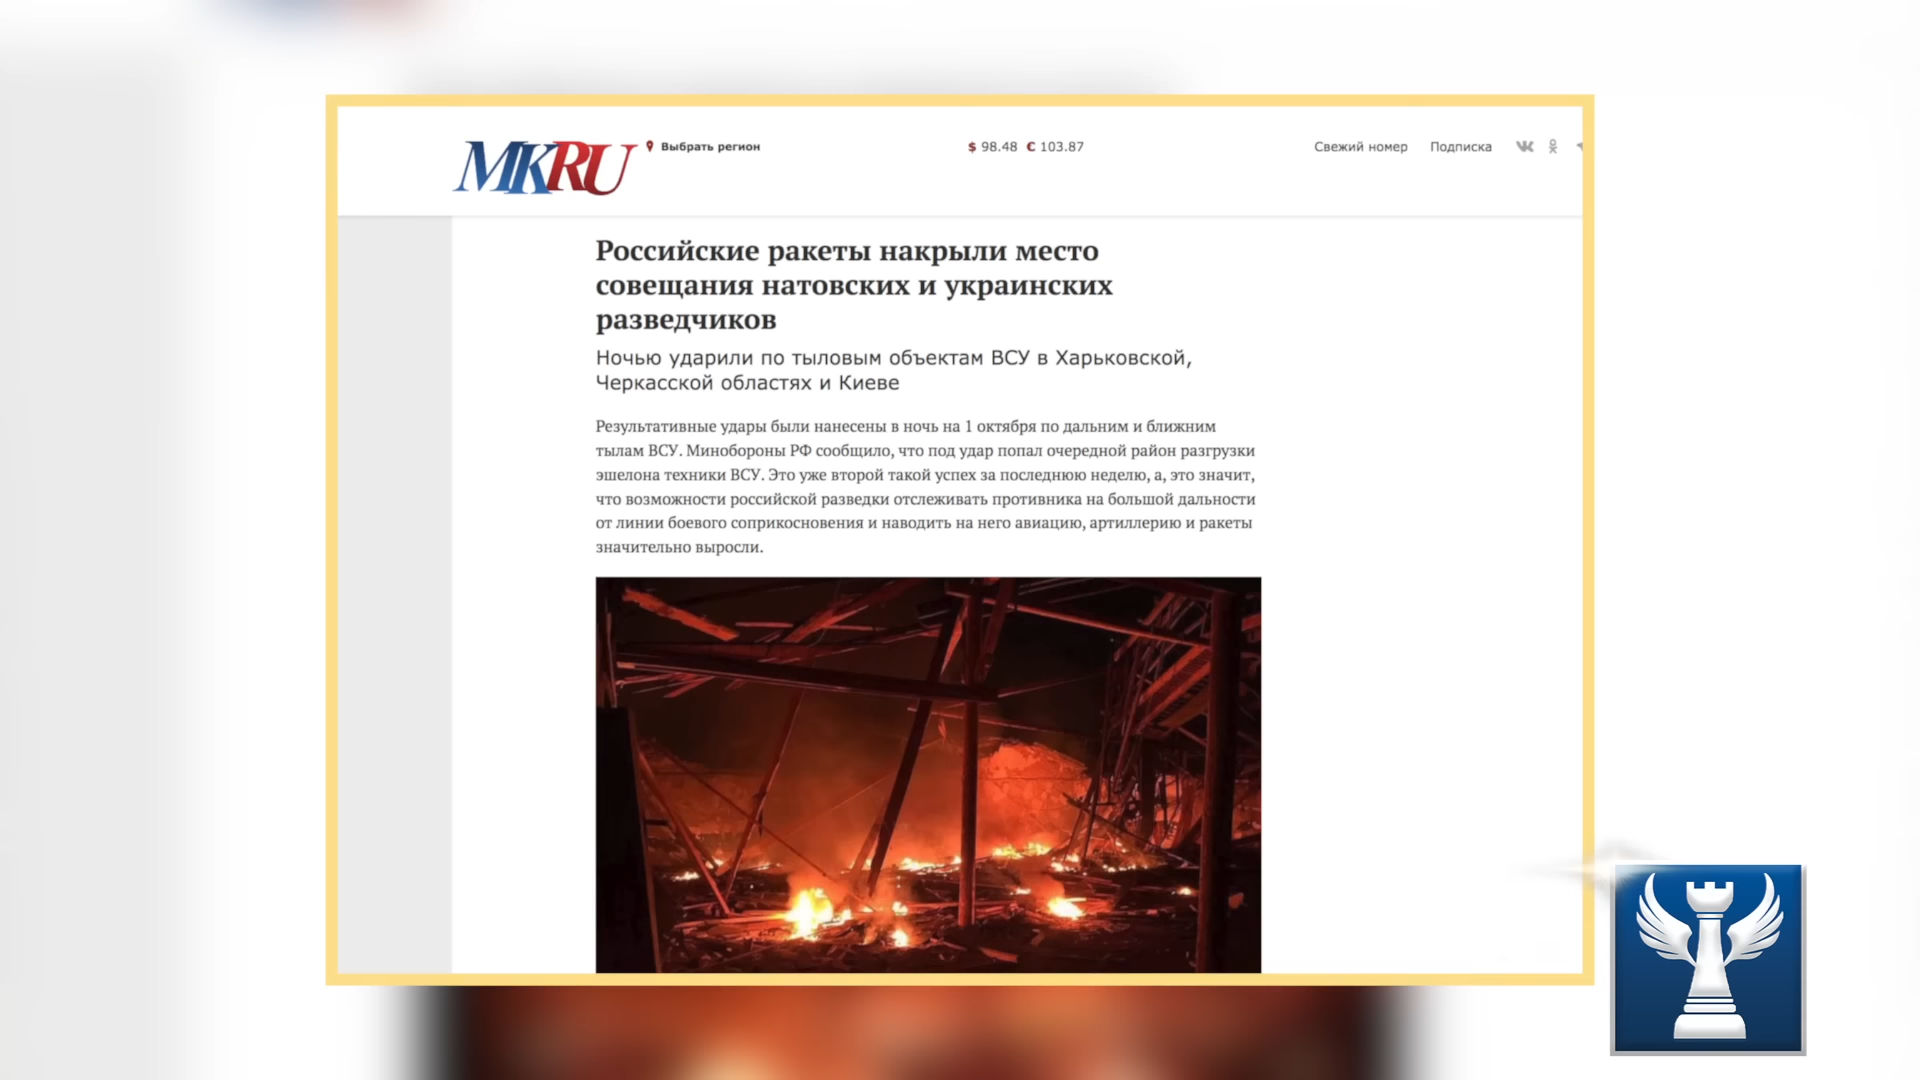 MKRU
Выбрать регион
$ 98.48 € 103.87
Свежий номер
Подписка
Российские ракеты накрыли место
совещания натовских и украинских
разведчиков
Ночью ударили по тыловым объектам ВСУ в Харьковской,
Черкасской областях и Киеве
Результативные удары были нанесены в ночь на 1 октября по дальним и ближним
тылам ВСУ. Минобороны РФ сообщило, что под удар попал очередной район разгрузки
эшелона техники ВСУ. Это уже второй такой успех за последнюю неделю, а, это значит,
что возможности российской разведки отслеживать противника на большой дальности
от линии боевого соприкосновения и наводить на него авиацию, артиллерию и ракеты
значительно выросли.